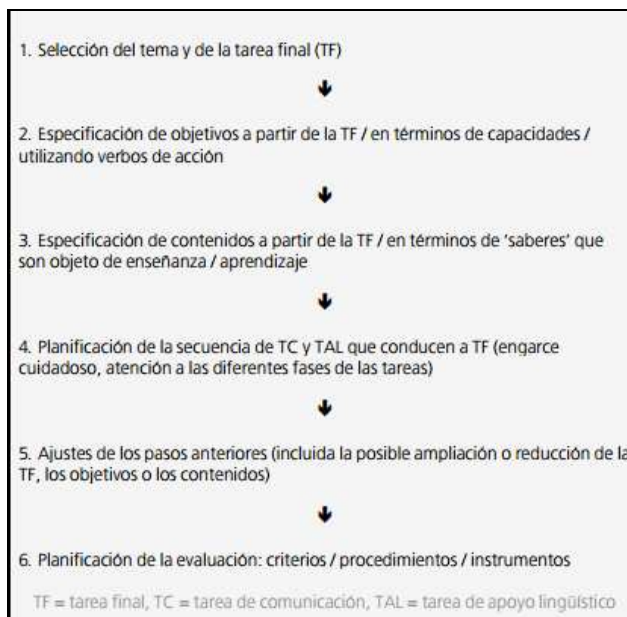 1. Selección del tema y de la tarea final (TF)
2. Especificación de objetivos a partir de la TF / en términos de capacidades /
utilizando verbos de acción
3. Especificación de contenidos a partir de la TF / en términos de 'saberes' que
son objeto de enseñanza / aprendizaje
4. Planificación de la secuencia de TC y TAL que conducen a TF (engarce
cuidadoso, atención a las diferentes fases de las tareas)
5. Ajustes de los pasos anteriores (incluida la posible ampliación o reducción de la
TF, los objetivos o los contenidos)
6. Planificación de la evaluación: criterios / procedimientos / instrumentos
TF = tarea final, TC = tarea de comunicación, TAL = tarea de apoyo lingüístico